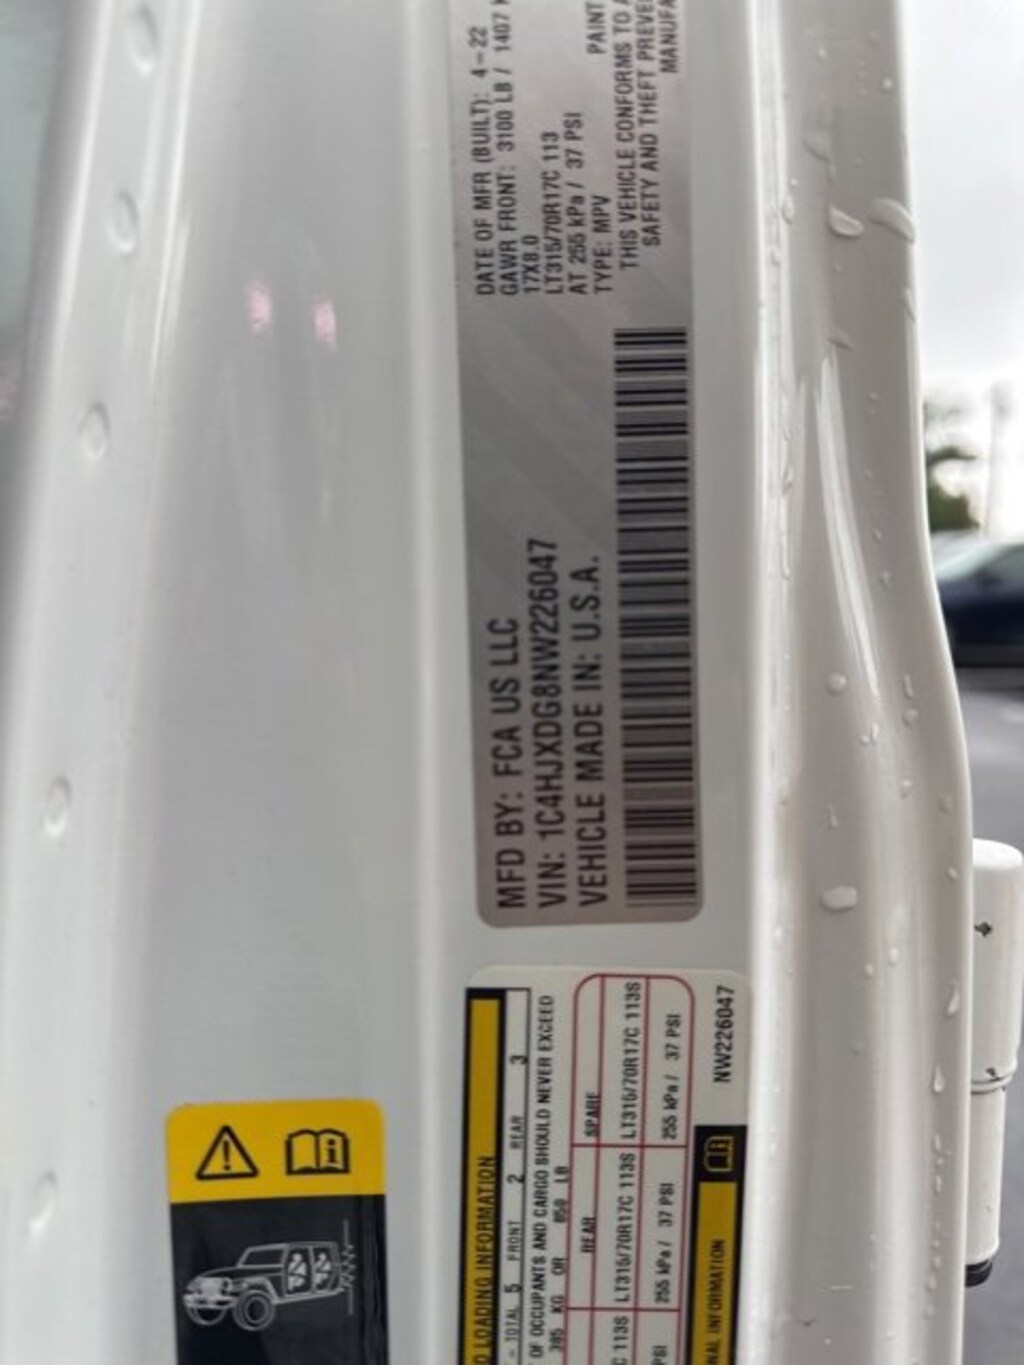 MFD BY: FCA US LLC
VIN: 1C4HJXDG8NW226047
VEHICLE MADE IN: U.S.A.
DATE OF MFR (BUILT): 4-22
GAWR FRONT: 3100 LB / 1407 K
17X8.0
LT315/70R17C 113
AT 255 kPa / 37 PSI
TYPE: MPV PAINT
THIS VEHICLE CONFORMS TO A
SAFETY AND THEFT PREVE
MANUFA
D LOADING INFORMATION
- TOTAL 5 FRONT 2 REAR 3
OF OCCUPANTS AND CARGO SHOULD NEVER EXCEED
385 KG OR 850 LB
REAR SPARE
C 113S LT315/70R17C 113S LT315/70R17C 113S
PSI 255 kPa / 37 PSI 255 kPa / 37 PSI
NAL INFORMATION
NW226047